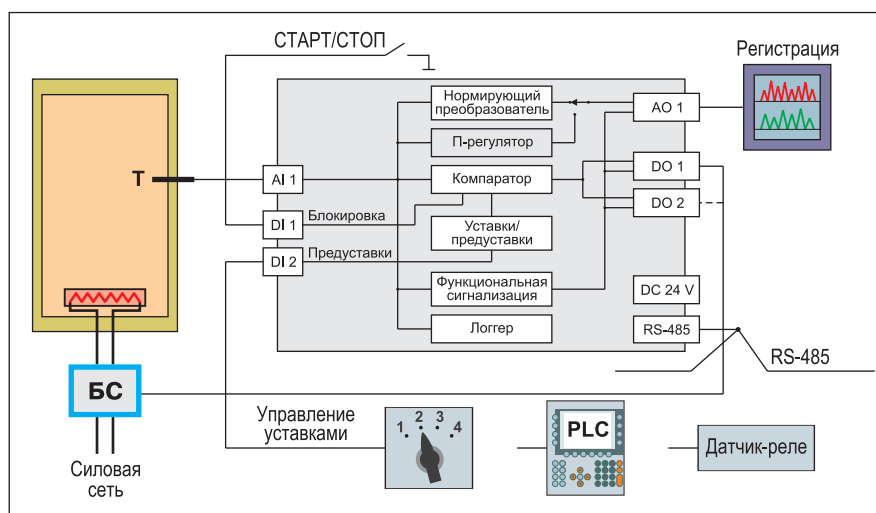 СТАРТ/СТОП
Регистрация
Нормирующий
преобразователь
AO 1
П-регулятор
T
AI 1
Компаратор
DO 1
DO 2
DI 1
Блокировка
Уставки/
предуставки
DI 2
Предуставки
Функциональная
сигнализация
DC 24 V
Логгер
RS-485
RS-485
БС
Управление
уставками
1 2 3 4
PLC
Датчик-реле
Силовая
сеть